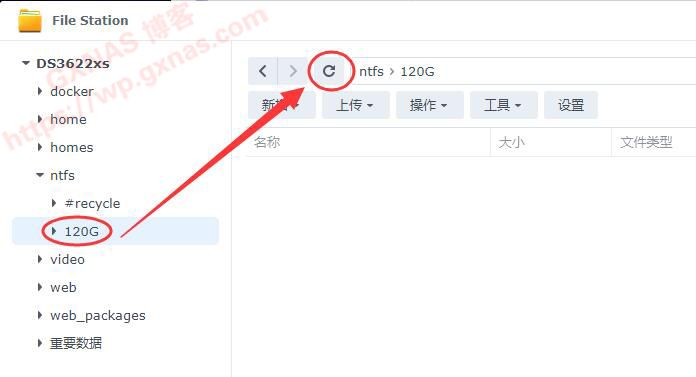 File Station
DS3622xs
docker
home
homes
ntfs
#recycle
120G
video
web
web_packages
重要数据
ntfs > 120G
新增 上传 操作 工具 设置
名称 大小 文件类型
GXNAS 博客
https://wp.gxnas.com